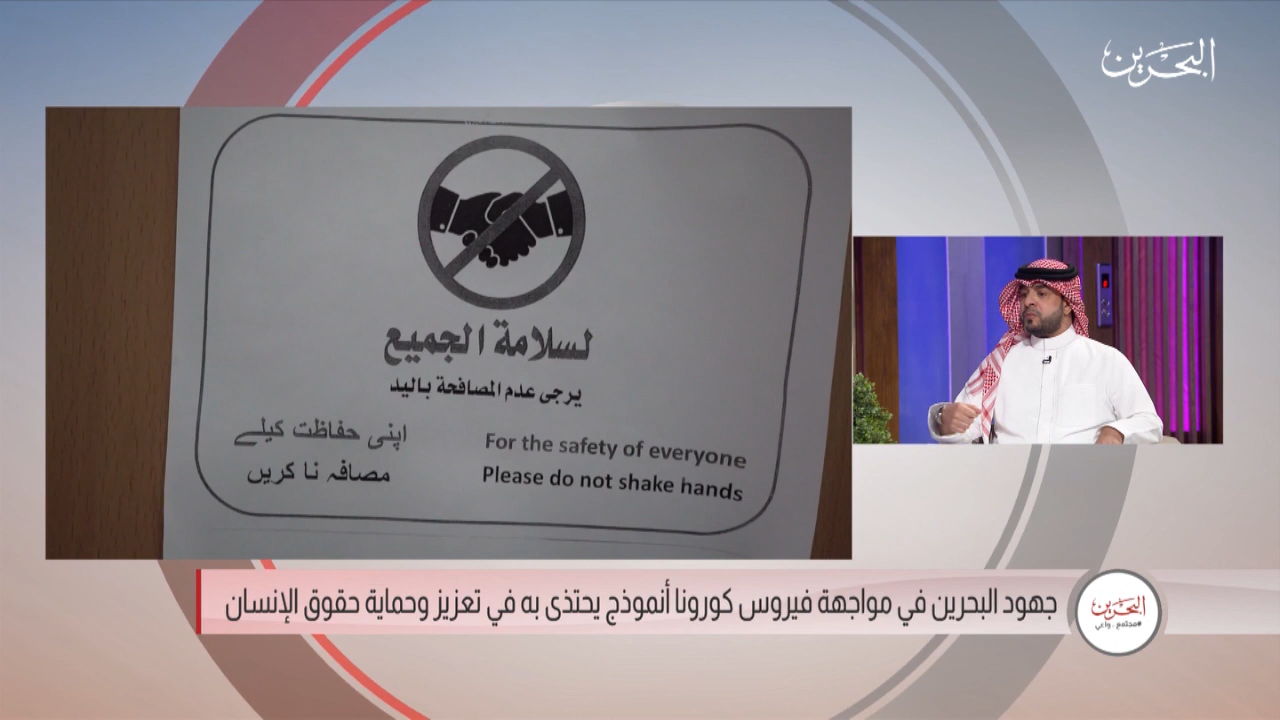 البحرين
لسلامة الجميع
يرجى عدم المصافحة باليد
اپنی حفاظت کیلے
مصافہ نا کریں
For the safety of everyone
Please do not shake hands
جهود البحرين في مواجهة فيروس كورونا أنموذج يحتذى به في تعزيز وحماية حقوق الإنسان
البحرين
#مجتمع_واعي